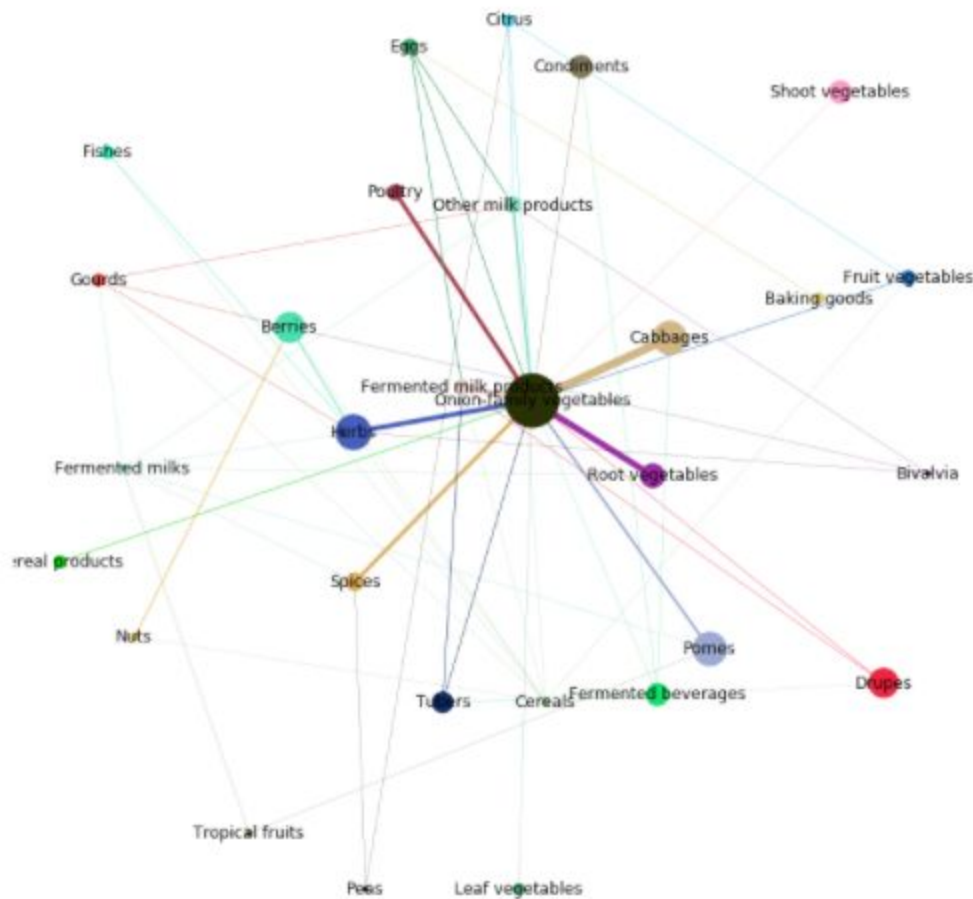 Citrus
Eggs
Condiments
Shoot vegetables
Fishes
Poultry
Other milk products
Gourds
Fruit vegetables
Baking goods
Berries
Cabbages
Fermented milk products
Onion-family vegetables
Herbs
Fermented milks
Root vegetables
Bivalvia
ereal products
Spices
Nuts
Pomes
Drupes
Tubers
Cereals
Fermented beverages
Tropical fruits
Peas
Leaf vegetables